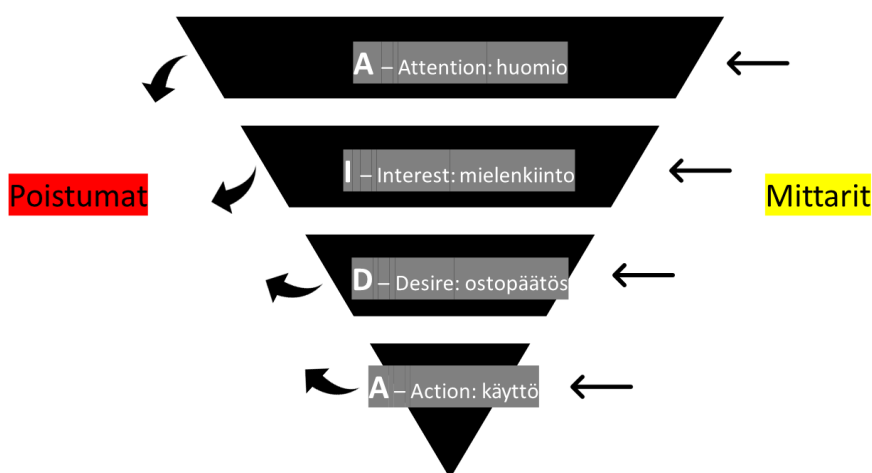 A – Attention: huomio
I – Interest: mielenkiinto
Poistumat
Mittarit
D – Desire: ostopäätös
A – Action: käyttö